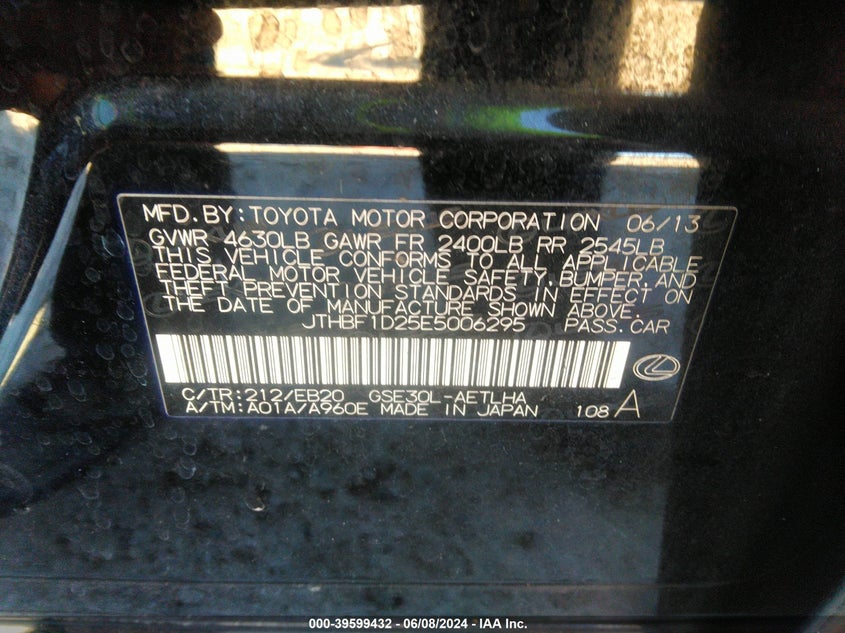 MFD. BY: TOYOTA MOTOR CORPORATION 06/13
GVWR 4630LB GAWR FR 2400LB RR 2545LB
THIS VEHICLE CONFORMS TO ALL APPLICABLE
FEDERAL MOTOR VEHICLE SAFETY, BUMPER, AND
THEFT PREVENTION STANDARDS IN EFFECT ON
THE DATE OF MANUFACTURE SHOWN ABOVE.
JTHBF1D25E5006295 PASS. CAR
C/TR: 212/EB20 GSE30L-AETLHA
A/TM: A01A/A960E MADE IN JAPAN 108 A
000-39599432 - 06/08/2024 - IAA Inc.